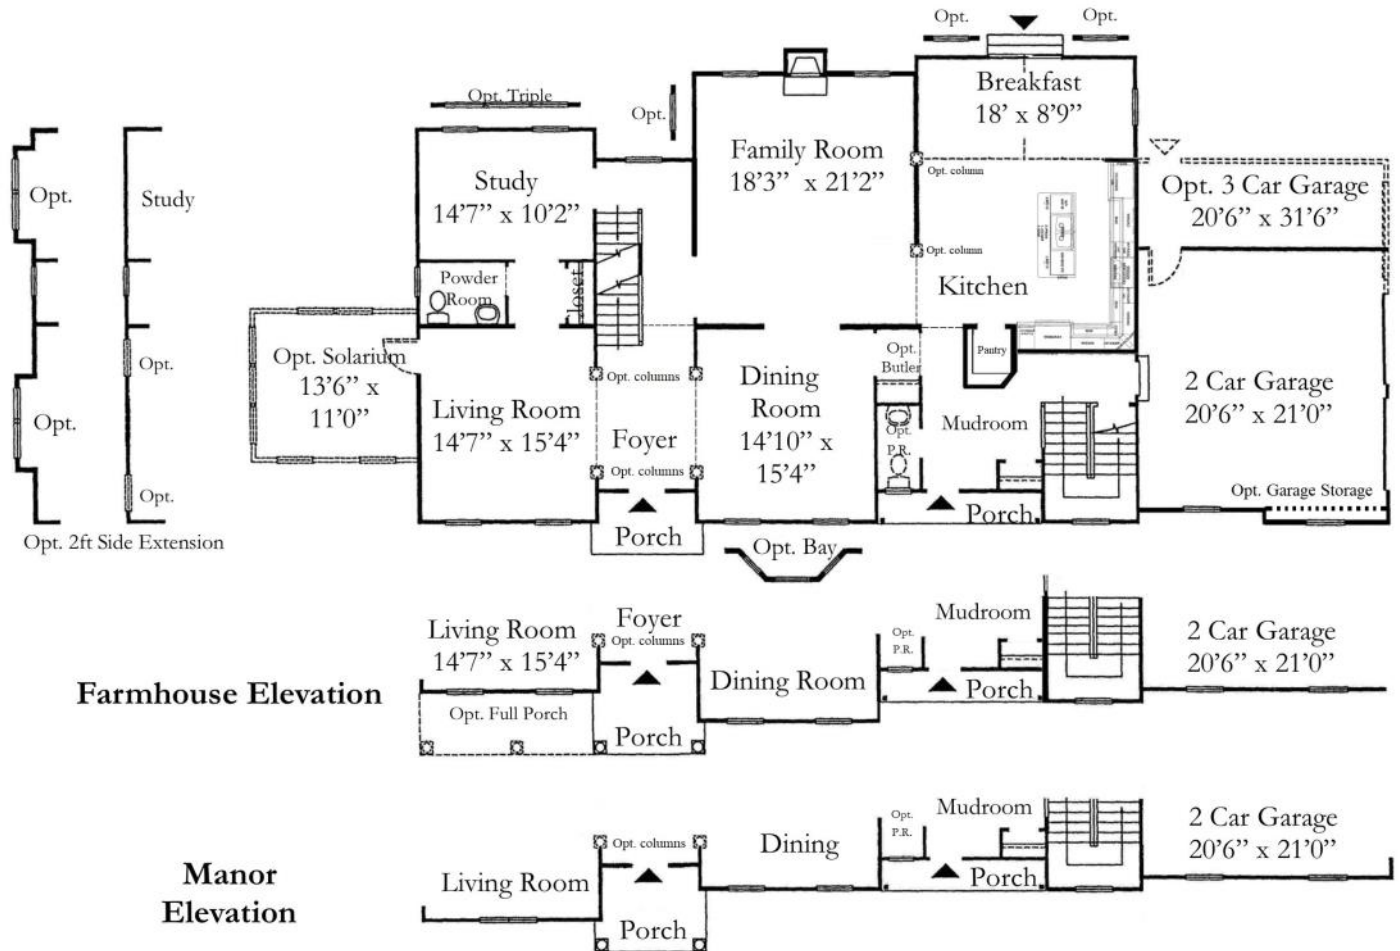 Opt.
Opt.
Opt. Triple
Opt.
Breakfast
18' x 8'9"
Opt.
Study
Study
14'7" x 10'2"
Family Room
18'3" x 21'2"
Opt. column
Opt. 3 Car Garage
20'6" x 31'6"
Opt. column
Powder
Room
Kitchen
Opt. Solarium
13'6" x
11'0"
Opt.
Opt. columns
Opt.
Butler
Pantry
Living Room
14'7" x 15'4"
Dining
Room
14'10" x
15'4"
2 Car Garage
20'6" x 21'0"
Opt.
Foyer
Opt. columns
Opt.
P.R.
Mudroom
Opt.
Opt. Garage Storage
Porch
Porch
Opt. 2ft Side Extension
Opt. Bay
Living Room
14'7" x 15'4"
Foyer
Opt. columns
Opt.
P.R.
Mudroom
2 Car Garage
20'6" x 21'0"
Farmhouse Elevation
Dining Room
Porch
Opt. Full Porch
Porch
Opt. columns
Dining
Opt.
P.R.
Mudroom
2 Car Garage
20'6" x 21'0"
Manor
Elevation
Living Room
Porch
Porch